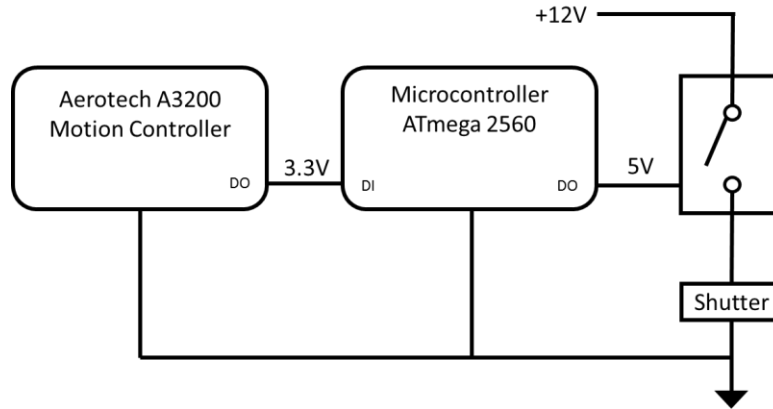 +12V
Aerotech A3200
Motion Controller
DO
3.3V
Microcontroller
ATmega 2560
DI
DO
5V
Shutter